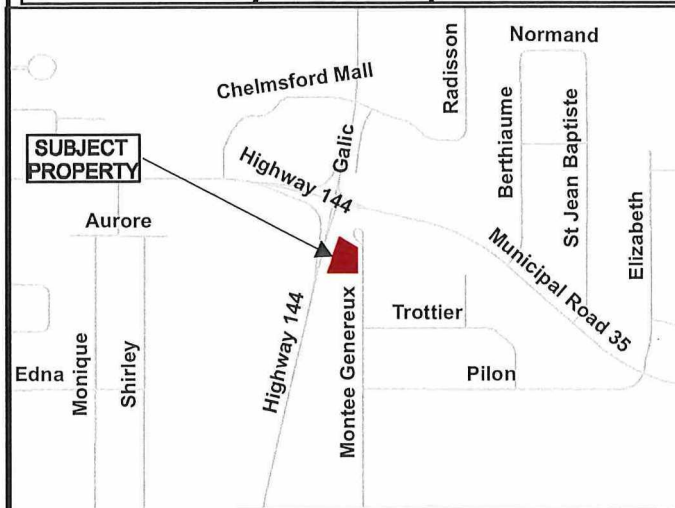 Normand
Chelmsford Mall
Radisson
Galic
Berthiaume
St Jean Baptiste
SUBJECT
PROPERTY
Highway 144
Elizabeth
Aurore
Municipal Road 35
Highway 144
Montee Genereux
Trottier
Edna
Monique
Shirley
Pilon